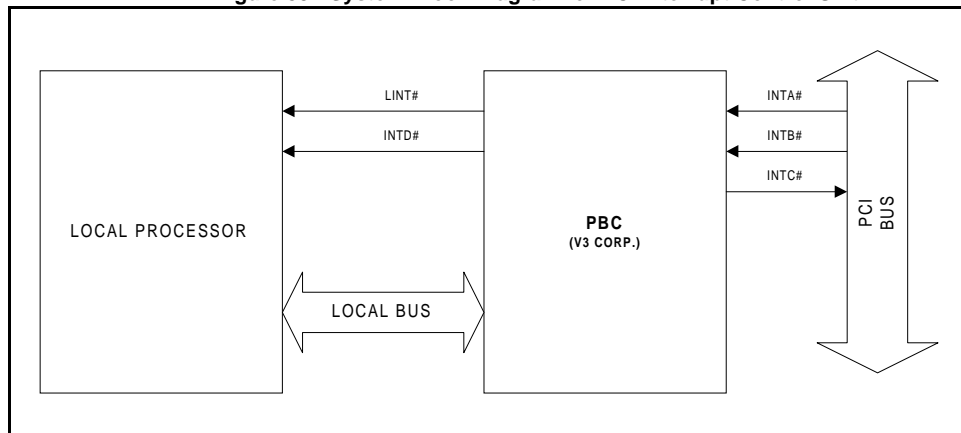 LINT#
INTD#
INTA#
INTB#
INTC#
LOCAL PROCESSOR
PBC
(V3 CORP.)
PCI
BUS
LOCAL BUS